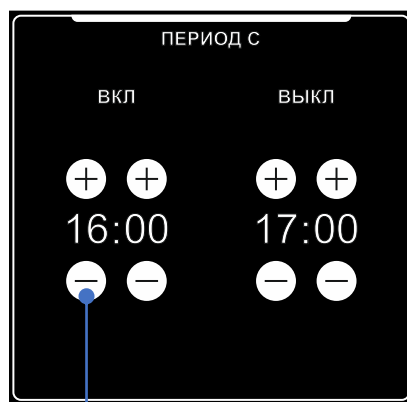 ПЕРИОД С
ВКЛ ВЫКЛ
+ + + +
16:00 17:00
− − − −